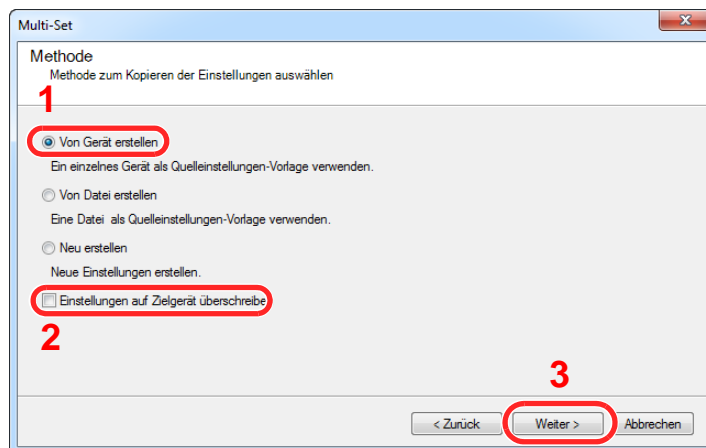 Multi-Set
Methode
Methode zum Kopieren der Einstellungen auswählen
1
Von Gerät erstellen
Ein einzelnes Gerät als Quelleinstellungen-Vorlage verwenden.
Von Datei erstellen
Eine Datei als Quelleinstellungen-Vorlage verwenden.
Neu erstellen
Neue Einstellungen erstellen.
Einstellungen auf Zielgerät überschreibe
2
3
< Zurück Weiter > Abbrechen